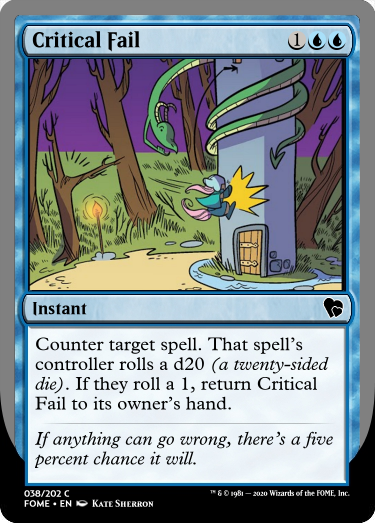 Critical Fail 1
Instant
Counter target spell. That spell's
controller rolls a d20 (a twenty-sided
die). If they roll a 1, return Critical
Fail to its owner's hand.
If anything can go wrong, there's a five
percent chance it will.
038/202 C
FOME • EN Kate Sherron
™ & © 1981 — 2020 Wizards of the FOME, Inc.